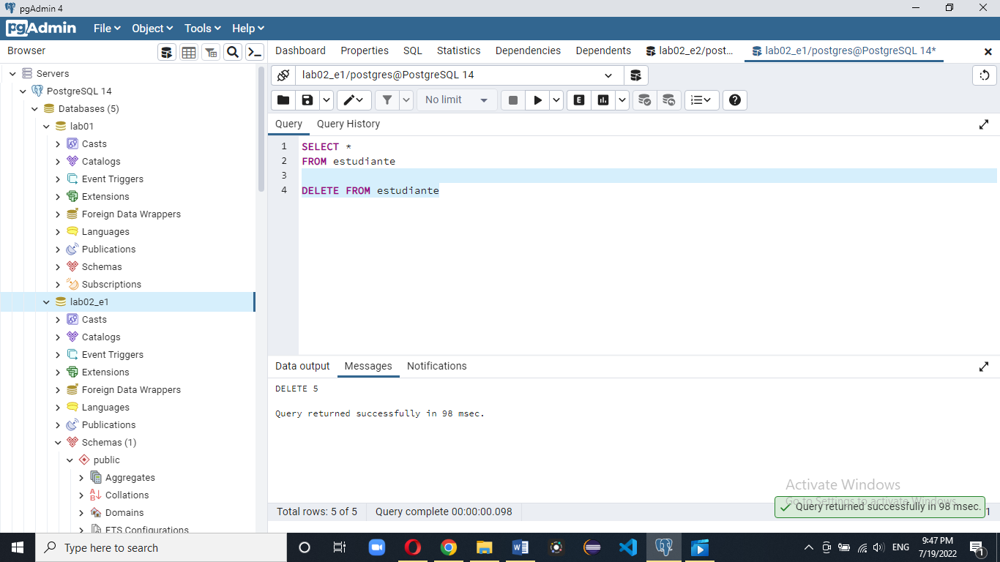 pgAdmin 4
pgAdmin File Object Tools Help
Browser
Dashboard Properties SQL Statistics Dependencies Dependents lab02_e2/post... lab02_e1/postgres@PostgreSQL 14*
Servers
PostgreSQL 14
Databases (5)
lab01
Casts
Catalogs
Event Triggers
Extensions
Foreign Data Wrappers
Languages
Publications
Schemas
Subscriptions
lab02_e1
Casts
Catalogs
Event Triggers
Extensions
Foreign Data Wrappers
Languages
Publications
Schemas (1)
public
Aggregates
Collations
Domains
FTS Configurations
lab02_e1/postgres@PostgreSQL 14
No limit
E
Query Query History
1 SELECT *
2 FROM estudiante
3
4 DELETE FROM estudiante
Data output Messages Notifications
DELETE 5
Query returned successfully in 98 msec.
Activate Windows
Go to Settings to activate Windows.
Query returned successfully in 98 msec.
Total rows: 5 of 5 Query complete 00:00:00.098
1
Type here to search
ENG
9:47 PM
7/19/2022
1